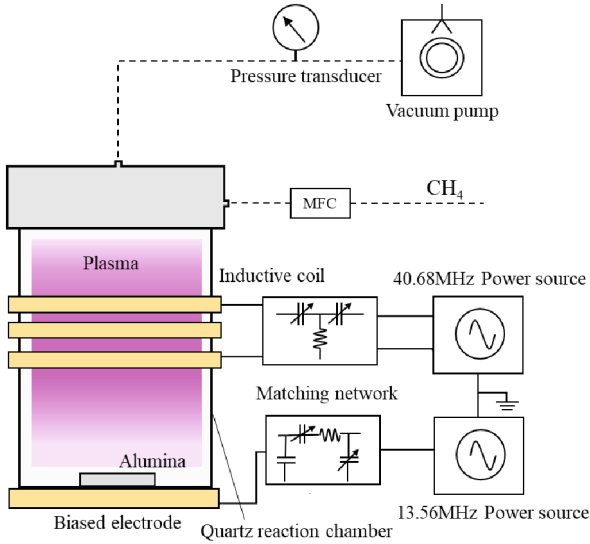 Pressure transducer
Vacuum pump
MFC
CH₄
Plasma
Inductive coil
40.68MHz Power source
Matching network
Alumina
Biased electrode
Quartz reaction chamber
13.56MHz Power source